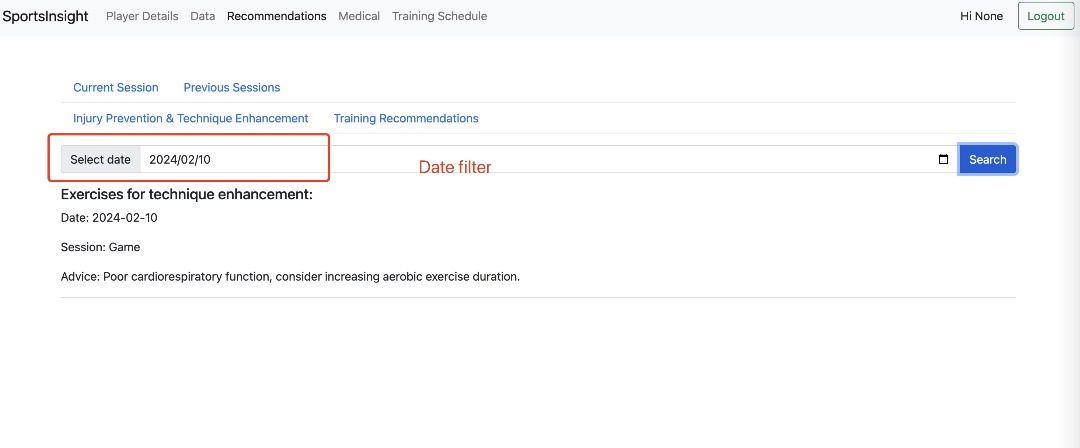 SportsInsight Player Details Data Recommendations Medical Training Schedule Hi None Logout
Current Session Previous Sessions
Injury Prevention & Technique Enhancement Training Recommendations
Select date 2024/02/10 Date filter Search
Exercises for technique enhancement:
Date: 2024-02-10
Session: Game
Advice: Poor cardiorespiratory function, consider increasing aerobic exercise duration.